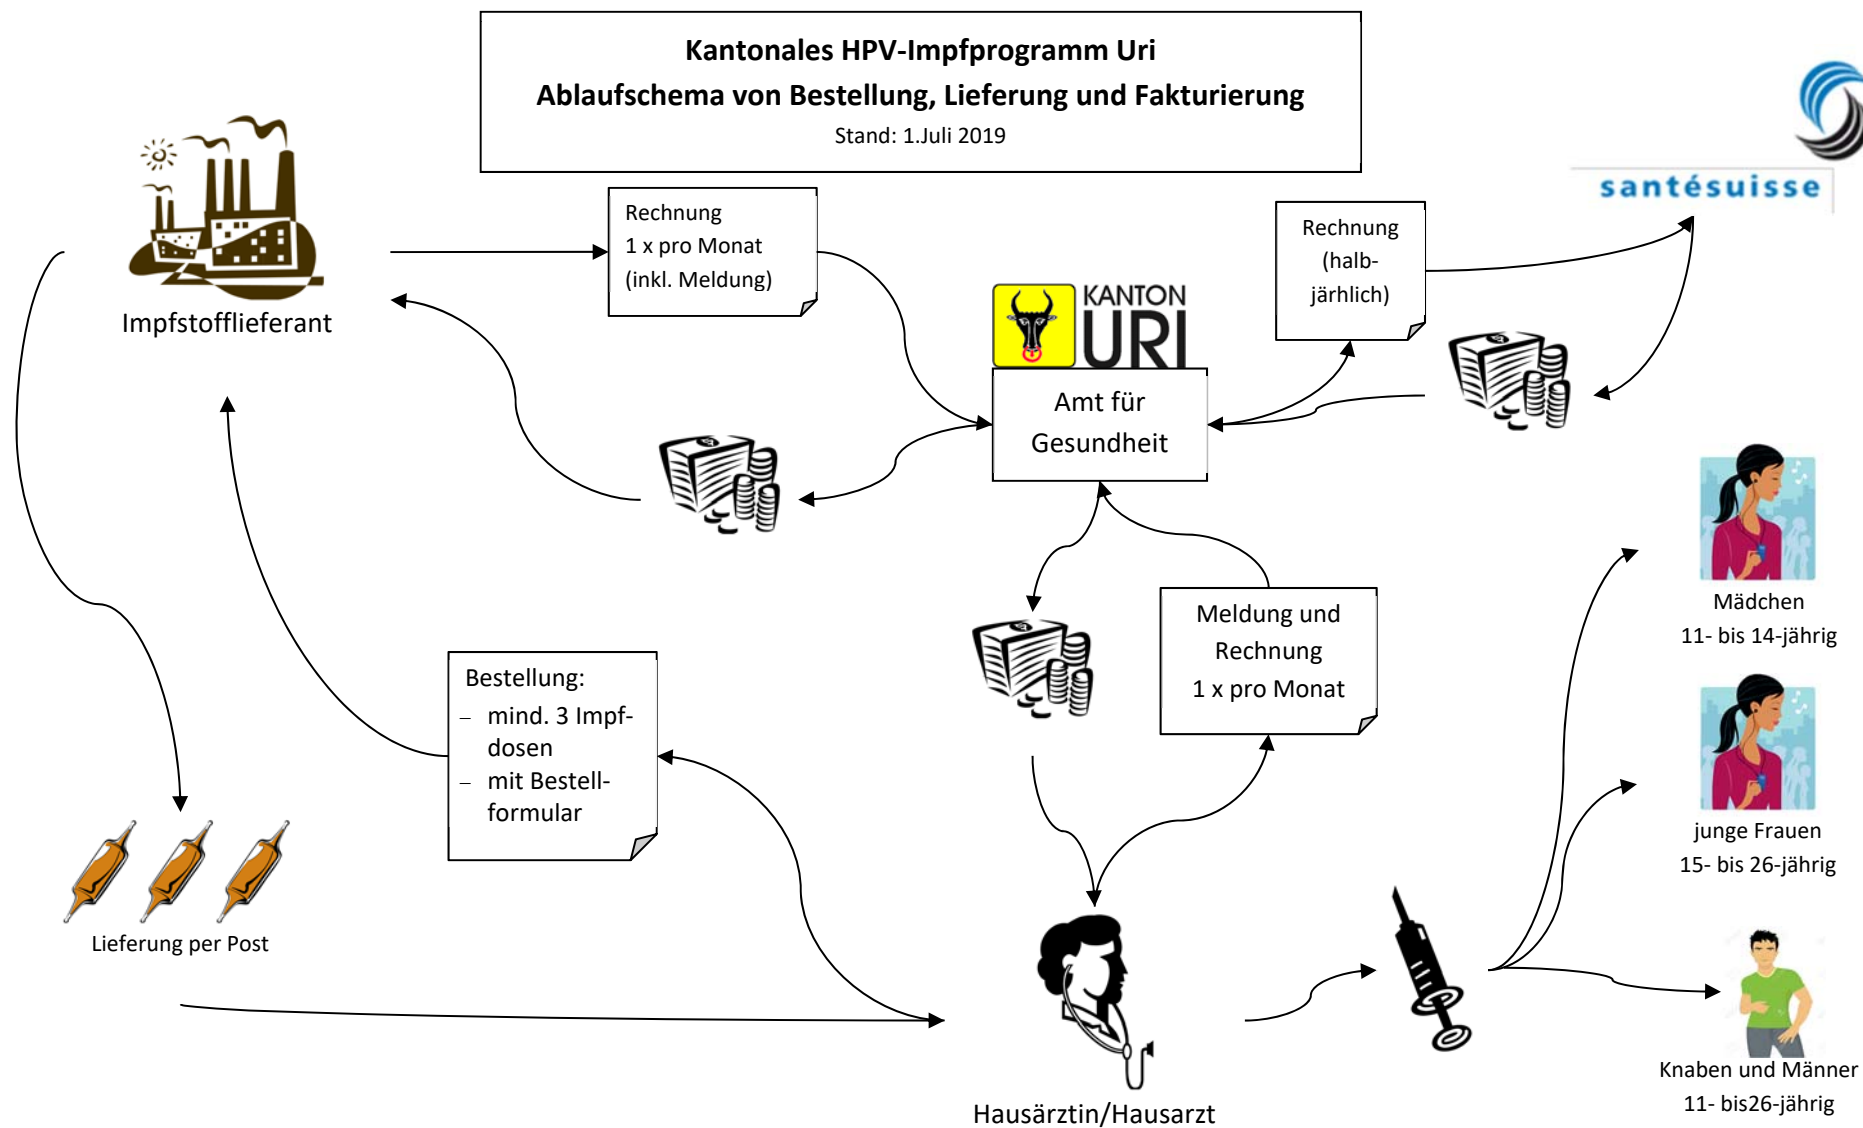 Kantonales HPV-Impfprogramm Uri
Ablaufschema von Bestellung, Lieferung und Fakturierung
Stand: 1.Juli 2019
santésuisse
Impfstofflieferant
Rechnung
1 x pro Monat
(inkl. Meldung)
KANTON
URI
Amt für
Gesundheit
Rechnung
(halb-
järhlich)
Bestellung:
– mind. 3 Impf-
dosen
– mit Bestell-
formular
Meldung und
Rechnung
1 x pro Monat
Mädchen
11- bis 14-jährig
junge Frauen
15- bis 26-jährig
Knaben und Männer
11- bis26-jährig
Lieferung per Post
Hausärztin/Hausarzt